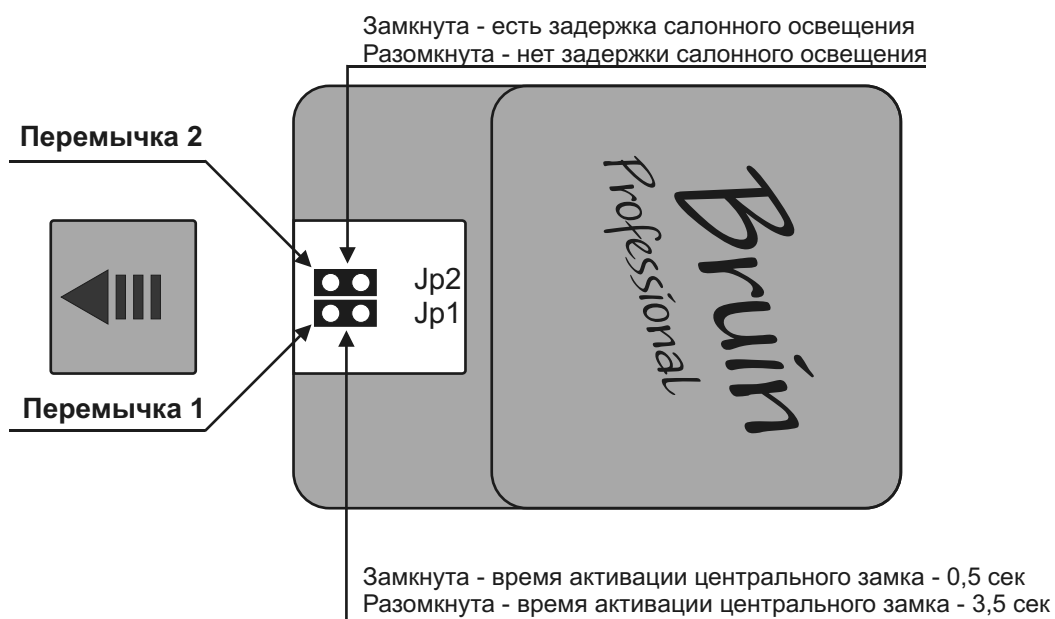 Замкнута - есть задержка салонного освещения
Разомкнута - нет задержки салонного освещения
Перемычка 2
Jp2
Jp1
Перемычка 1
Bruin
Professional
Замкнута - время активации центрального замка - 0,5 сек
Разомкнута - время активации центрального замка - 3,5 сек